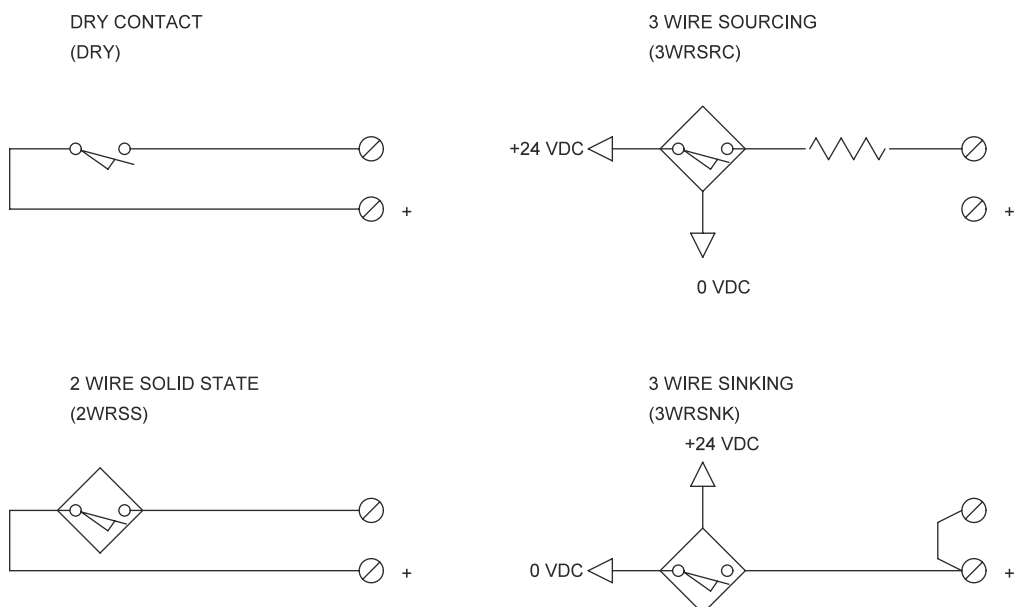 DRY CONTACT
(DRY)
+
3 WIRE SOURCING
(3WRSRC)
+24 VDC
+
0 VDC
2 WIRE SOLID STATE
(2WRSS)
+
3 WIRE SINKING
(3WRSNK)
+24 VDC
0 VDC
+